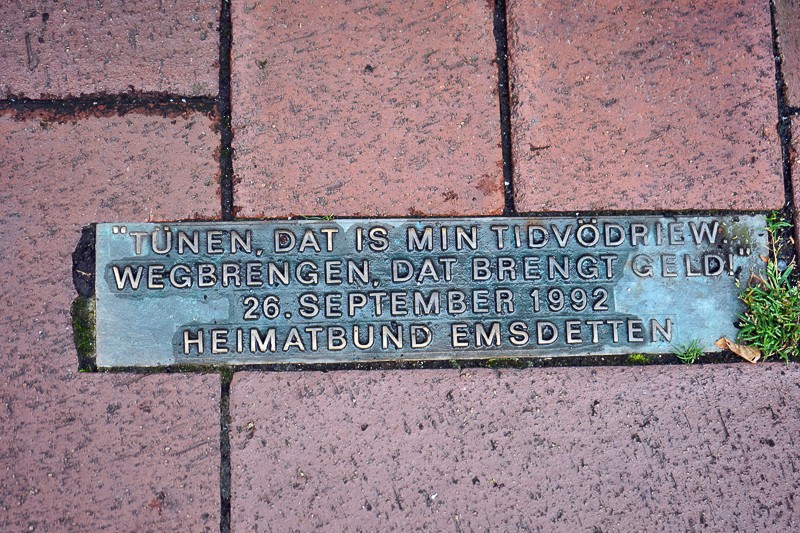 "TÜNEN, DAT IS MIN TIDVÖDRIEW,
WEGBRENGEN, DAT BRENGT GELD!"
26. SEPTEMBER 1992
HEIMATBUND EMSDETTEN